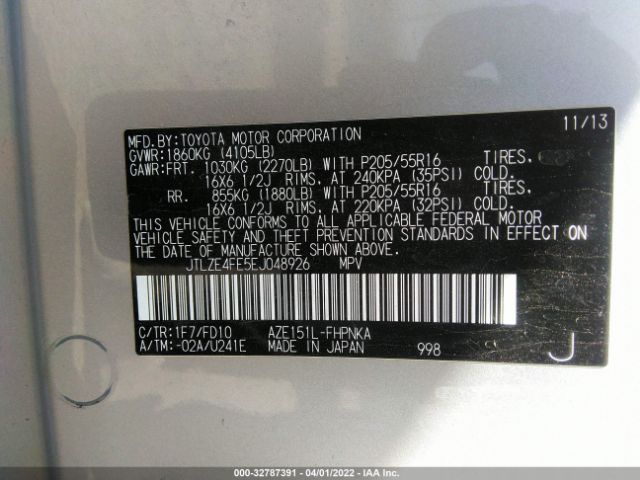 11/13
MFD.BY:TOYOTA MOTOR CORPORATION
GVWR:1860KG (4105LB)
GAWR:FRT. 1030KG (2270LB) WITH P205/55R16 TIRES,
16X6 1/2J RIMS, AT 240KPA (35PSI) COLD.
RR. 855KG (1880LB) WITH P205/55R16 TIRES,
16X6 1/2J RIMS, AT 220KPA (32PSI) COLD.
THIS VEHICLE CONFORMS TO ALL APPLICABLE FEDERAL MOTOR
VEHICLE SAFETY AND THEFT PREVENTION STANDARDS IN EFFECT ON
THE DATE OF MANUFACTURE SHOWN ABOVE.
JTLZE4FE5EJ048926 MPV
C/TR:1F7/FD10 AZE151L-FHPNKA
A/TM:-02A/U241E MADE IN JAPAN 998 J
000-32787391 - 04/01/2022 - IAA Inc.